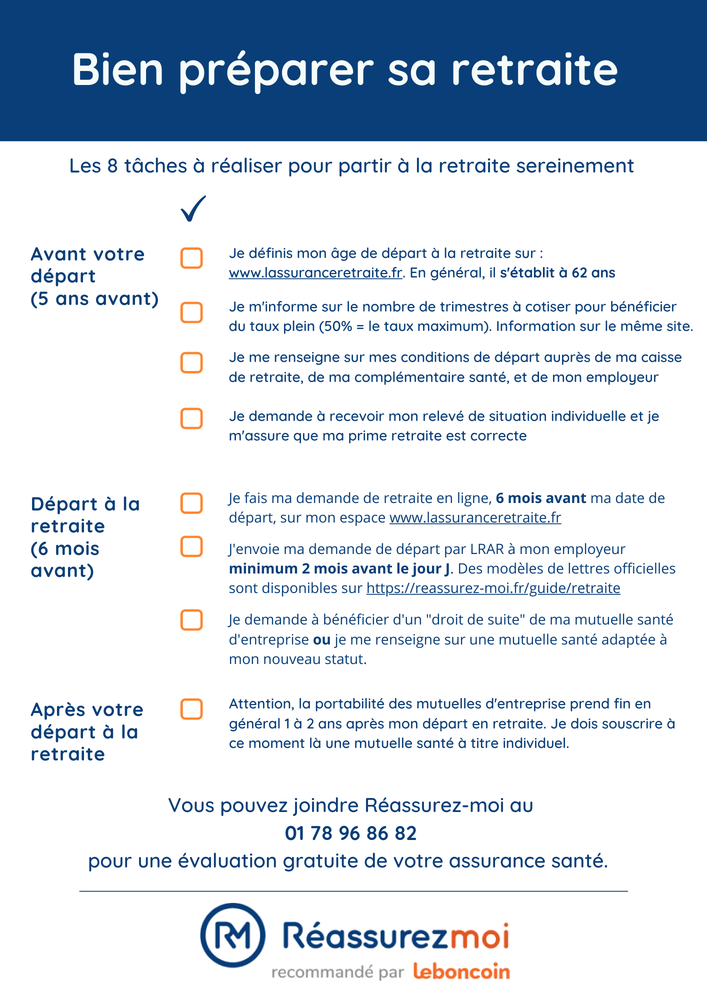 Bien préparer sa retraite
Les 8 tâches à réaliser pour partir à la retraite sereinement
Avant votre
départ
(5 ans avant)
Je définis mon âge de départ à la retraite sur :
www.lassuranceretraite.fr. En général, il s'établit à 62 ans
Je m'informe sur le nombre de trimestres à cotiser pour bénéficier
du taux plein (50% = le taux maximum). Information sur le même site.
Je me renseigne sur mes conditions de départ auprès de ma caisse
de retraite, de ma complémentaire santé, et de mon employeur
Je demande à recevoir mon relevé de situation individuelle et je
m'assure que ma prime retraite est correcte
Départ à la
retraite
(6 mois
avant)
Je fais ma demande de retraite en ligne, 6 mois avant ma date de
départ, sur mon espace www.lassuranceretraite.fr
J'envoie ma demande de départ par LRAR à mon employeur
minimum 2 mois avant le jour J. Des modèles de lettres officielles
sont disponibles sur https://reassurez-moi.fr/guide/retraite
Je demande à bénéficier d'un "droit de suite" de ma mutuelle santé
d'entreprise ou je me renseigne sur une mutuelle santé adaptée à
mon nouveau statut.
Après votre
départ à la
retraite
Attention, la portabilité des mutuelles d'entreprise prend fin en
général 1 à 2 ans après mon départ en retraite. Je dois souscrire à
ce moment là une mutuelle santé à titre individuel.
Vous pouvez joindre Réassurez-moi au
01 78 96 86 82
pour une évaluation gratuite de votre assurance santé.
RM Réassurezmoi
recommandé par leboncoin